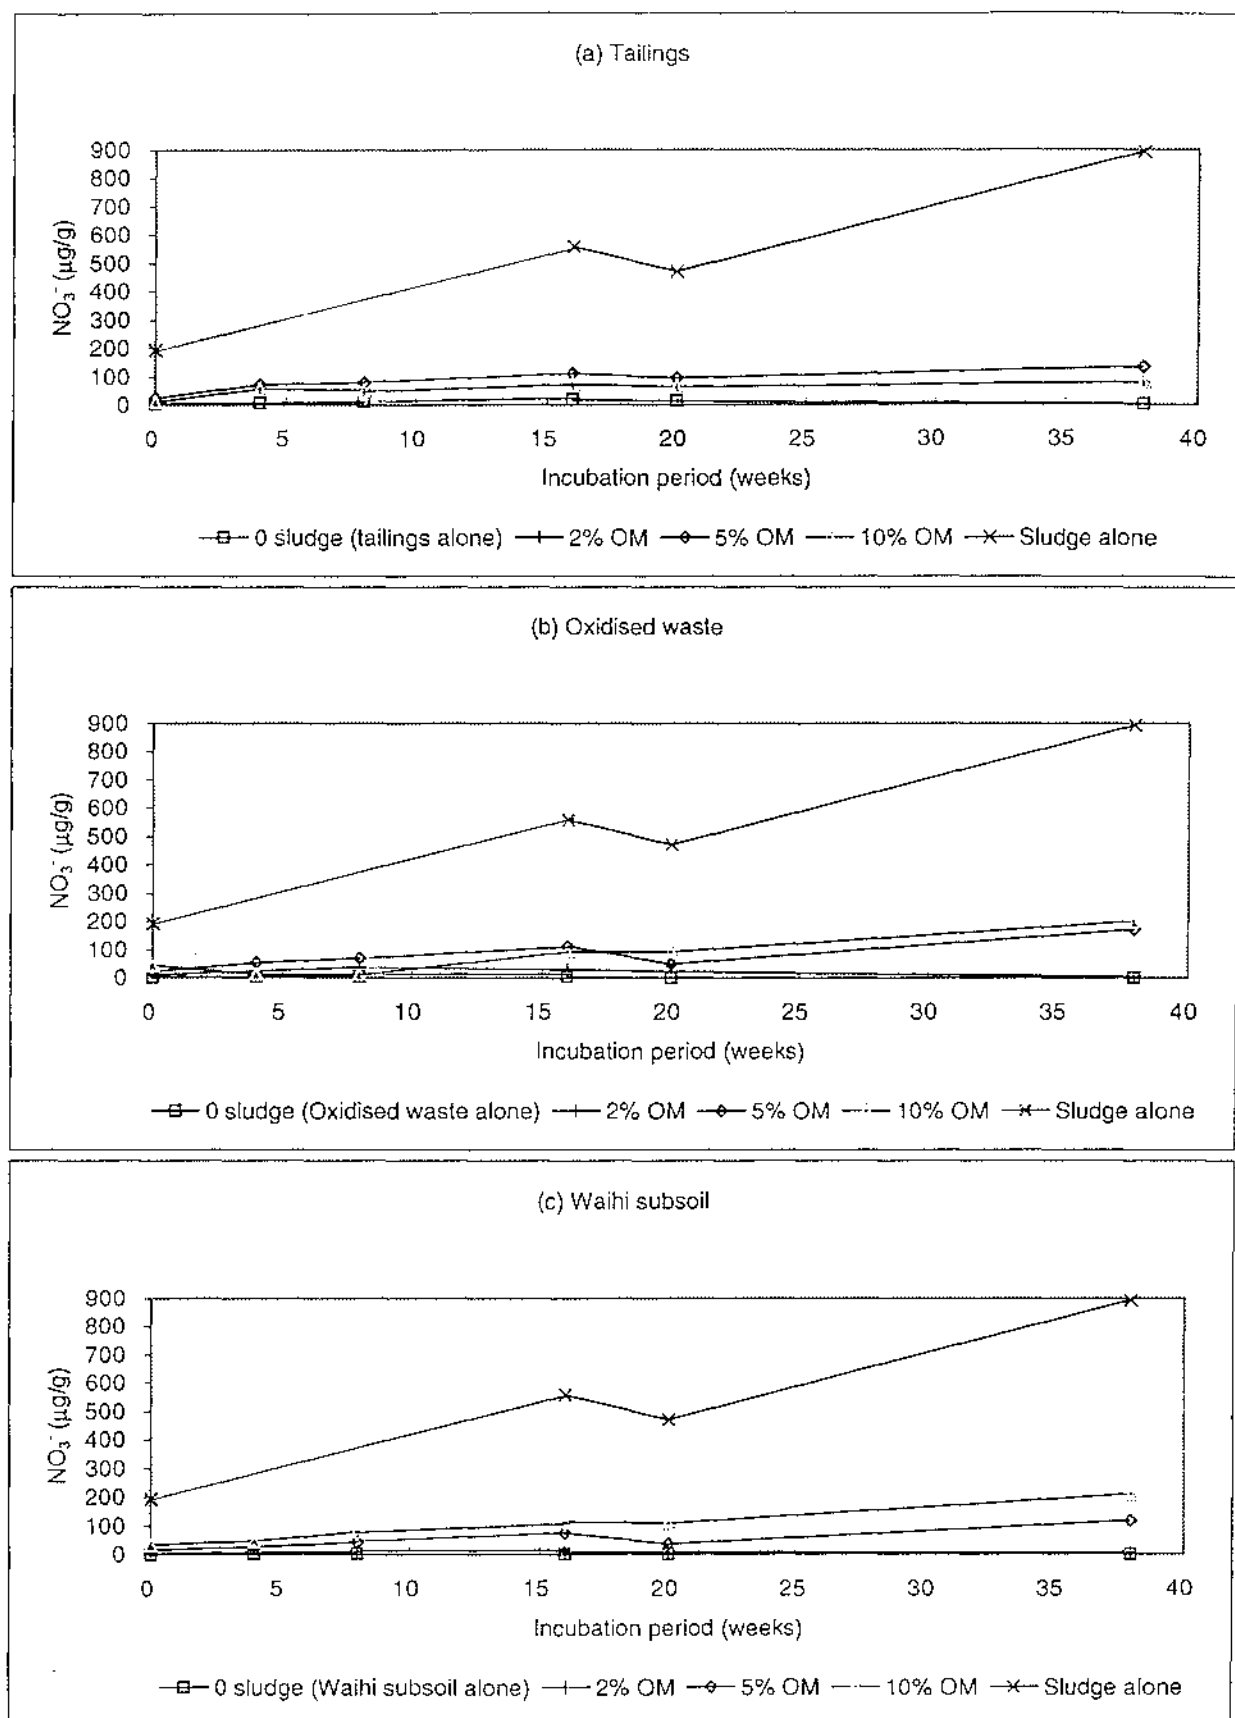 (a) Tailings
900
800
700
600
500
400
300
200
100
0
NO₃⁻ (µg/g)
0 5 10 15 20 25 30 35 40
Incubation period (weeks)
0 sludge (tailings alone) 2% OM 5% OM 10% OM Sludge alone
(b) Oxidised waste
900
800
700
600
500
400
300
200
100
0
NO₃⁻ (µg/g)
0 5 10 15 20 25 30 35 40
Incubation period (weeks)
0 sludge (Oxidised waste alone) 2% OM 5% OM 10% OM Sludge alone
(c) Waihi subsoil
900
800
700
600
500
400
300
200
100
0
NO₃⁻ (µg/g)
0 5 10 15 20 25 30 35 40
Incubation period (weeks)
0 sludge (Waihi subsoil alone) 2% OM 5% OM 10% OM Sludge alone